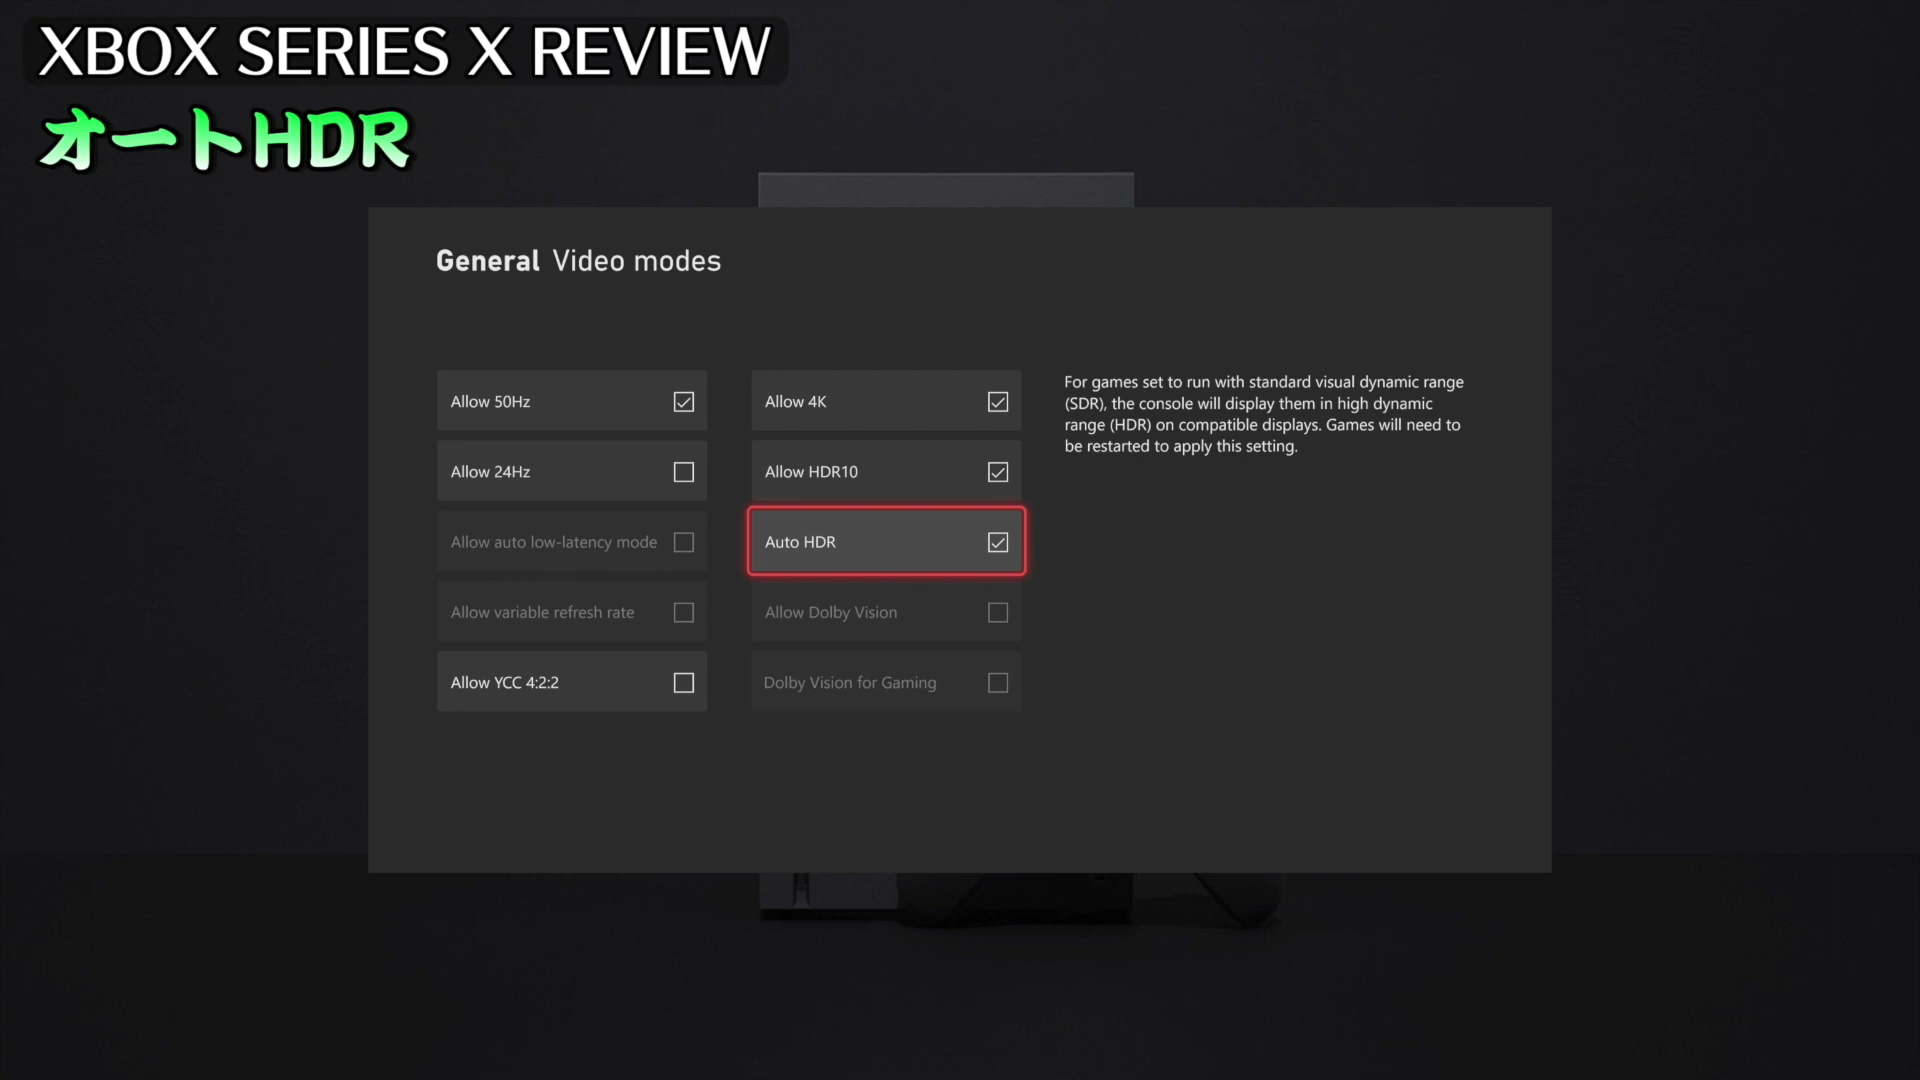 XBOX SERIES X REVIEW
オートHDR
General Video modes
Allow 50Hz
Allow 24Hz
Allow auto low-latency mode
Allow variable refresh rate
Allow YCC 4:2:2
Allow 4K
Allow HDR10
Auto HDR
Allow Dolby Vision
Dolby Vision for Gaming
For games set to run with standard visual dynamic range
(SDR), the console will display them in high dynamic
range (HDR) on compatible displays. Games will need to
be restarted to apply this setting.